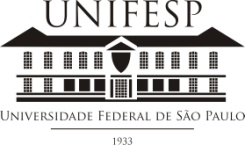 UNIFESP
UNIVERSIDADE FEDERAL DE SÃO PAULO
1933